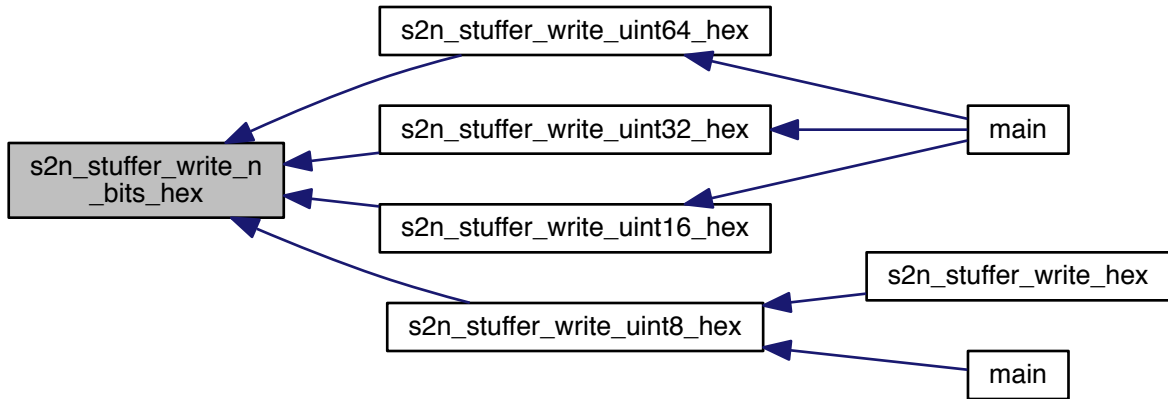 s2n_stuffer_write_uint64_hex
s2n_stuffer_write_uint32_hex
main
s2n_stuffer_write_n
_bits_hex
s2n_stuffer_write_uint16_hex
s2n_stuffer_write_hex
s2n_stuffer_write_uint8_hex
main